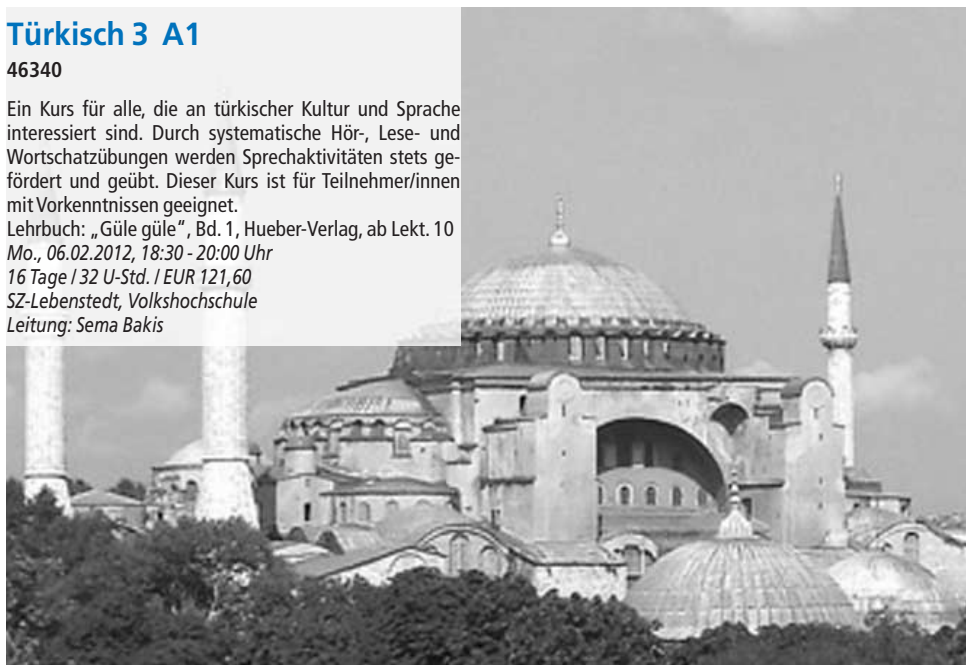 Türkisch 3 A1
46340
Ein Kurs für alle, die an türkischer Kultur und Sprache
interessiert sind. Durch systematische Hör-, Lese- und
Wortschatzübungen werden Sprechaktivitäten stets ge-
fördert und geübt. Dieser Kurs ist für Teilnehmer/innen
mit Vorkenntnissen geeignet.
Lehrbuch: „Güle güle“, Bd. 1, Hueber-Verlag, ab Lekt. 10
Mo., 06.02.2012, 18:30 - 20:00 Uhr
16 Tage / 32 U-Std. / EUR 121,60
SZ-Lebenstedt, Volkshochschule
Leitung: Sema Bakis